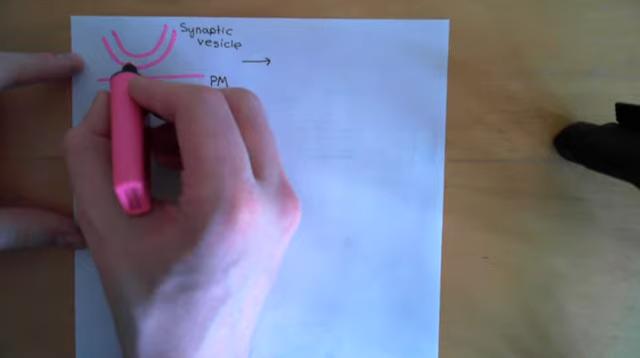 Synaptic
vesicle
→
PM